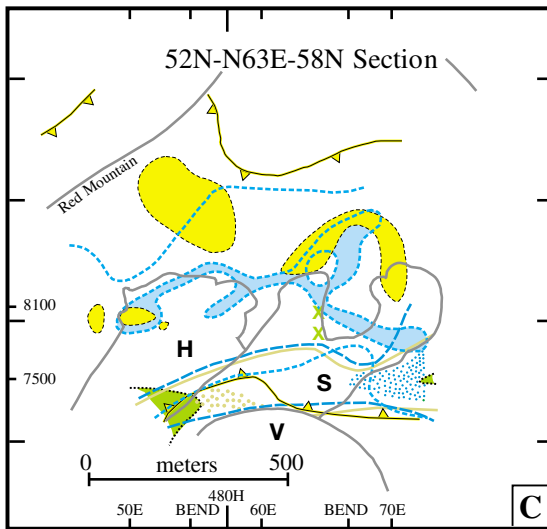 52N-N63E-58N Section
Red Mountain
8100
X
X
H
7500
S
V
0 500
meters
480H
50E BEND 60E BEND 70E
C